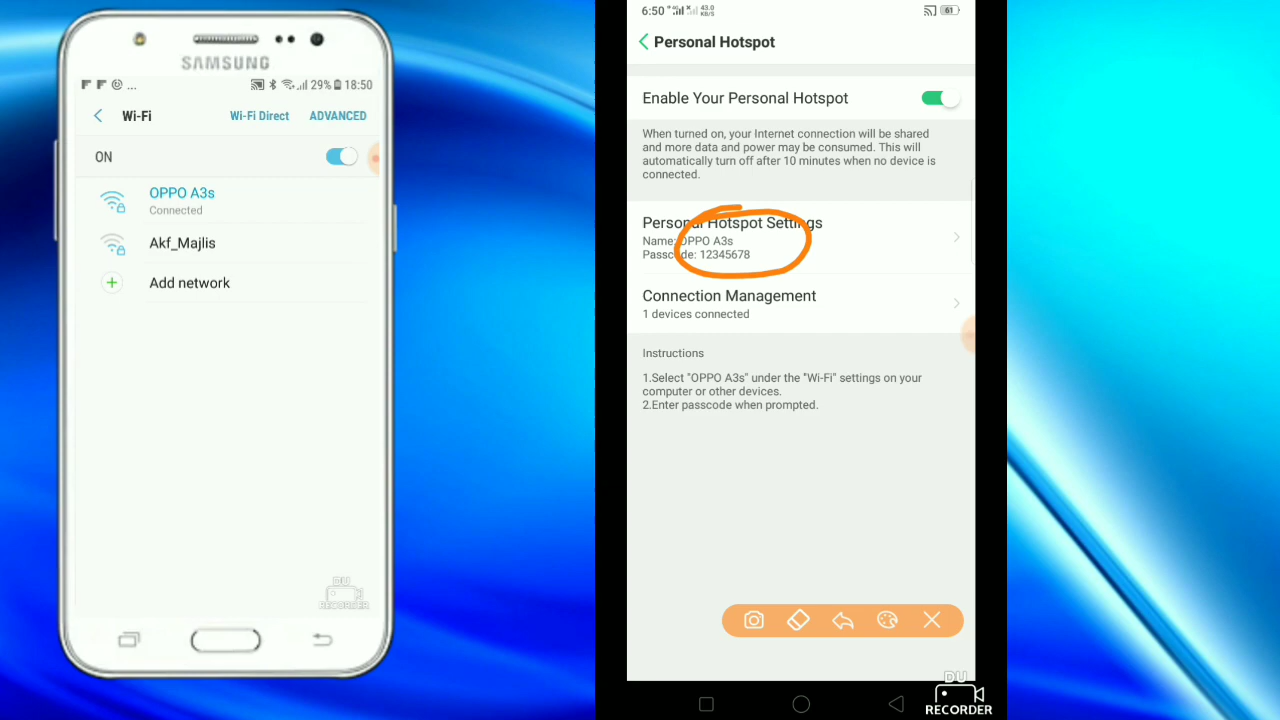 SAMSUNG
29% 18:50
Wi-Fi Wi-Fi Direct ADVANCED
ON
OPPO A3s
Connected
Akf_Majlis
Add network
DU
RECORDER
6:50 43.0 KB/S 61
Personal Hotspot
Enable Your Personal Hotspot
When turned on, your Internet connection will be shared
and more data and power may be consumed. This will
automatically turn off after 10 minutes when no device is
connected.
Personal Hotspot Settings
Name: OPPO A3s
Passcode: 12345678
Connection Management
1 devices connected
Instructions
1.Select "OPPO A3s" under the "Wi-Fi" settings on your
computer or other devices.
2.Enter passcode when prompted.
DU
RECORDER